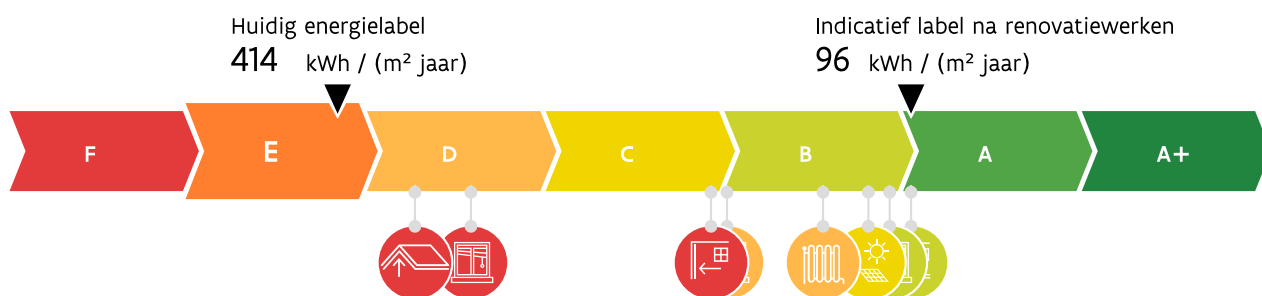 Huidig energielabel
414 kWh / (m² jaar)
Indicatief label na renovatiewerken
96 kWh / (m² jaar)
F E D C B A A+